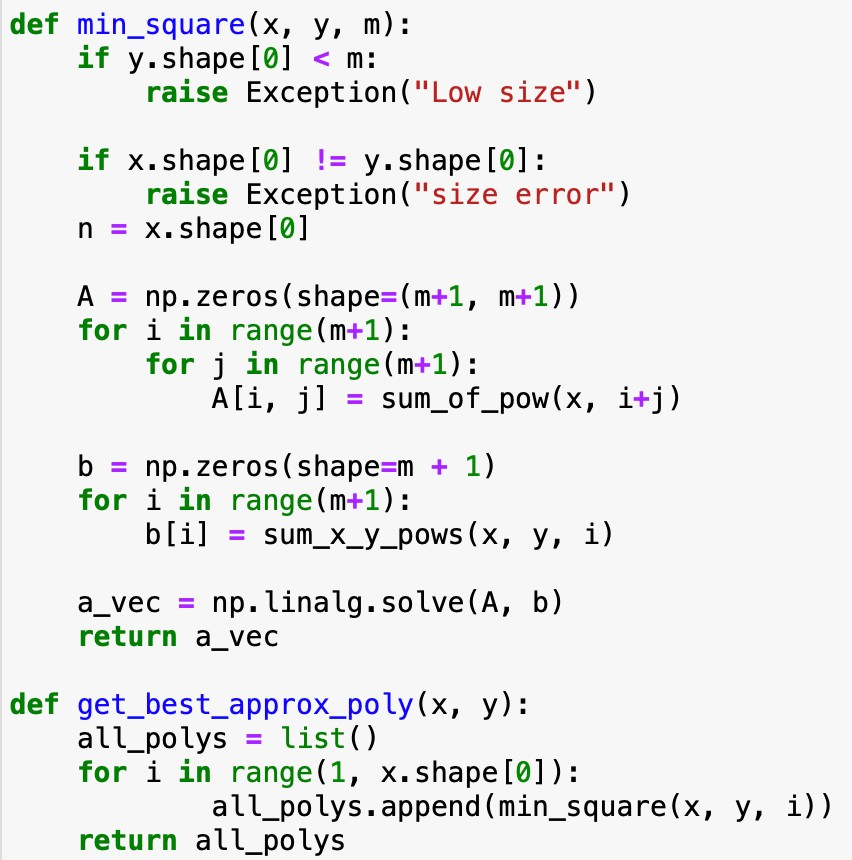 def min_square(x, y, m):
    if y.shape[0] < m:
        raise Exception("Low size")

    if x.shape[0] != y.shape[0]:
        raise Exception("size error")
    n = x.shape[0]

    A = np.zeros(shape=(m+1, m+1))
    for i in range(m+1):
        for j in range(m+1):
            A[i, j] = sum_of_pow(x, i+j)

    b = np.zeros(shape=m + 1)
    for i in range(m+1):
        b[i] = sum_x_y_pows(x, y, i)

    a_vec = np.linalg.solve(A, b)
    return a_vec

def get_best_approx_poly(x, y):
    all_polys = list()
    for i in range(1, x.shape[0]):
            all_polys.append(min_square(x, y, i))
    return all_polys